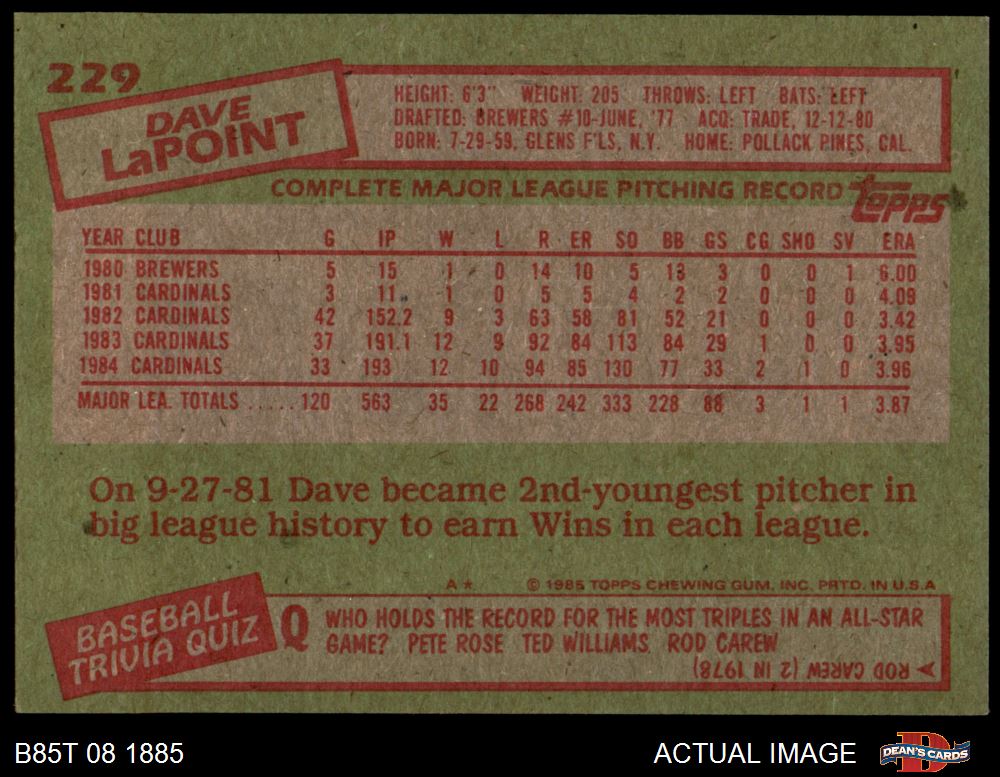 229
DAVE
LaPOINT
HEIGHT: 6'3" WEIGHT: 205 THROWS: LEFT BATS: LEFT
DRAFTED: BREWERS #10-JUNE, '77 ACQ: TRADE, 12-12-80
BORN: 7-29-59, GLENS F'LS, N.Y. HOME: POLLACK PINES, CAL.
COMPLETE MAJOR LEAGUE PITCHING RECORD topps
YEAR CLUB G IP W L R ER SO BB GS CG SHO SV ERA
1980 BREWERS 5 15 1 0 14 10 5 13 3 0 0 1 6.00
1981 CARDINALS 3 11 1 0 5 5 4 2 2 0 0 0 4.09
1982 CARDINALS 42 152.2 9 3 63 58 81 52 21 0 0 0 3.42
1983 CARDINALS 37 191.1 12 9 92 84 113 84 29 1 0 0 3.95
1984 CARDINALS 33 193 12 10 94 85 130 77 33 2 1 0 3.96
MAJOR LEA. TOTALS ..... 120 563 35 22 268 242 333 228 88 3 1 1 3.87
On 9-27-81 Dave became 2nd-youngest pitcher in
big league history to earn Wins in each league.
A* © 1985 TOPPS CHEWING GUM, INC. PRTD. IN U.S.A
BASEBALL
TRIVIA QUIZ
Q WHO HOLDS THE RECORD FOR THE MOST TRIPLES IN AN ALL-STAR
GAME? PETE ROSE TED WILLIAMS ROD CAREW
ROD CAREW (2 IN 1978)
B85T 08 1885
ACTUAL IMAGE
D
DEAN'S CARDS